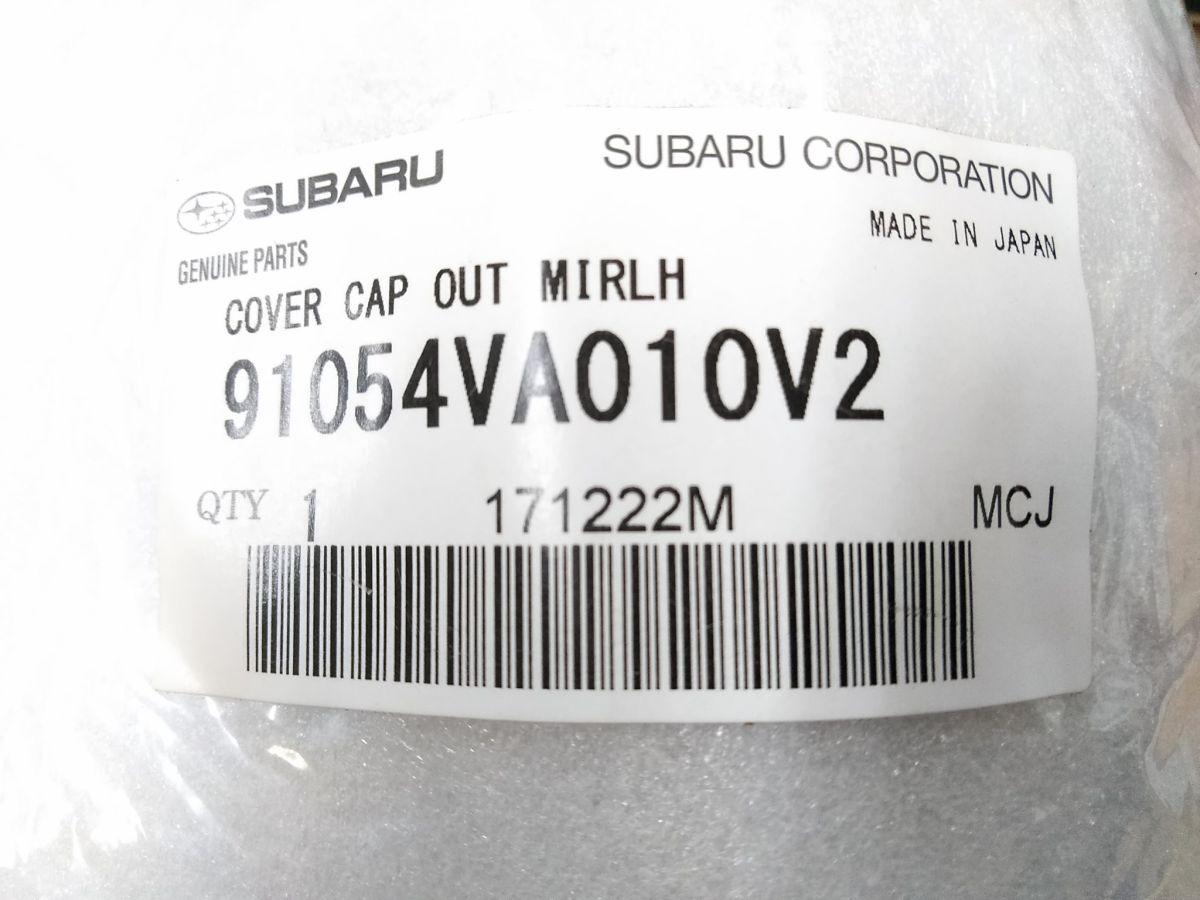 SUBARU
SUBARU CORPORATION
GENUINE PARTS
MADE IN JAPAN
COVER CAP OUT MIRLH
91054VA010V2
QTY 1 171222M MCJ